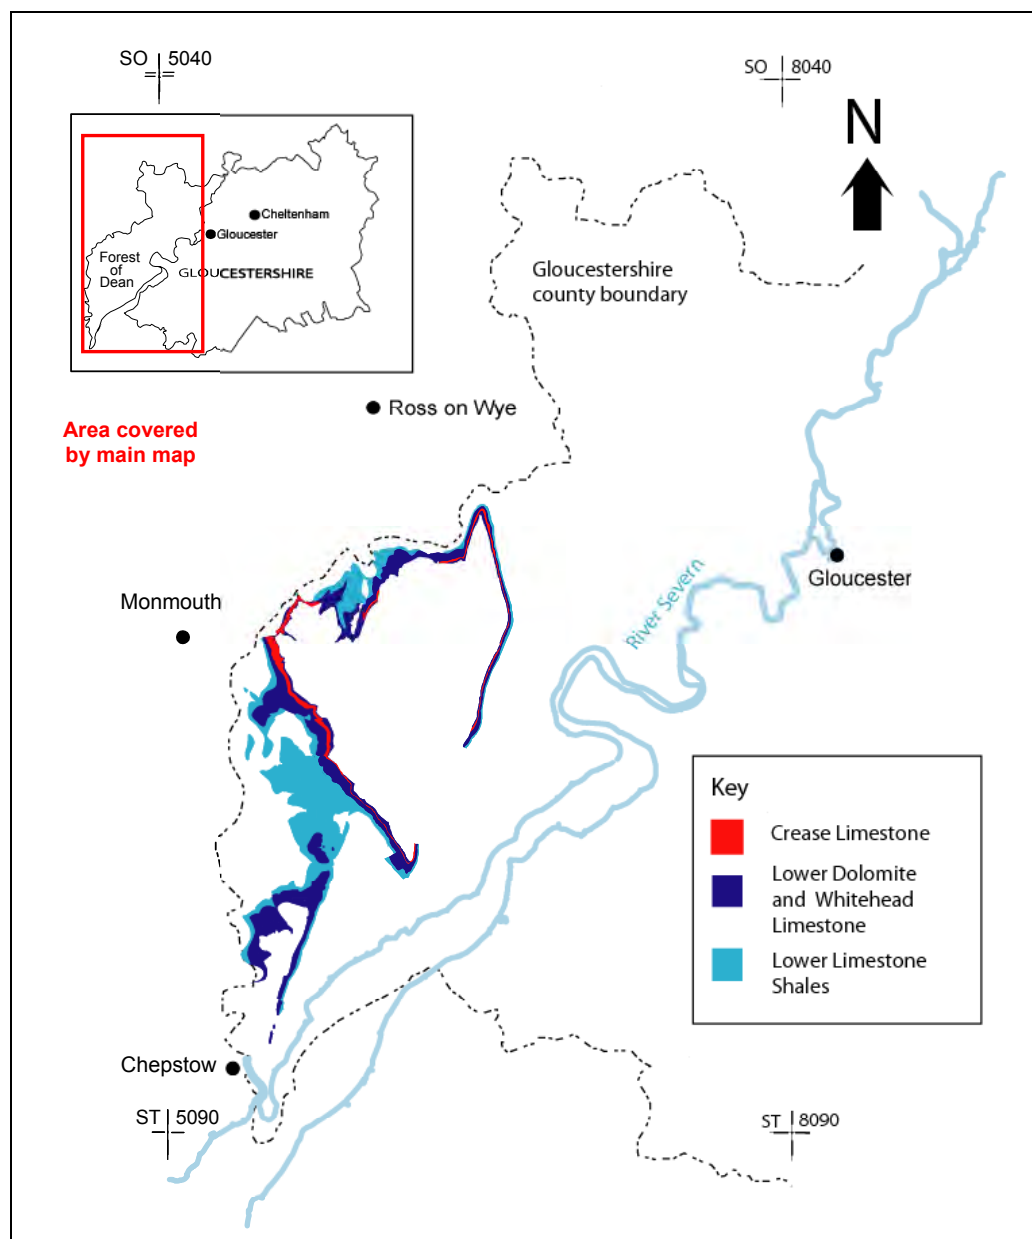 SO 5040
SO 8040
N
Cheltenham
Gloucester
Forest
of
Dean
GLOUCESTERSHIRE
Gloucestershire
county boundary
Ross on Wye
Area covered
by main map
Monmouth
River Severn
Gloucester
Key
Crease Limestone
Lower Dolomite
and Whitehead
Limestone
Lower Limestone
Shales
Chepstow
ST 5090
ST 8090